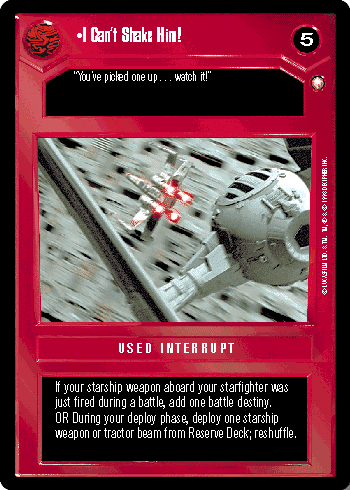 •I Can't Shake Him!
5
"You've picked one up . . . watch it!"
USED INTERRUPT
If your starship weapon aboard your starfighter was
just fired during a battle, add one battle destiny.
OR During your deploy phase, deploy one starship
weapon or tractor beam from Reserve Deck; reshuffle.